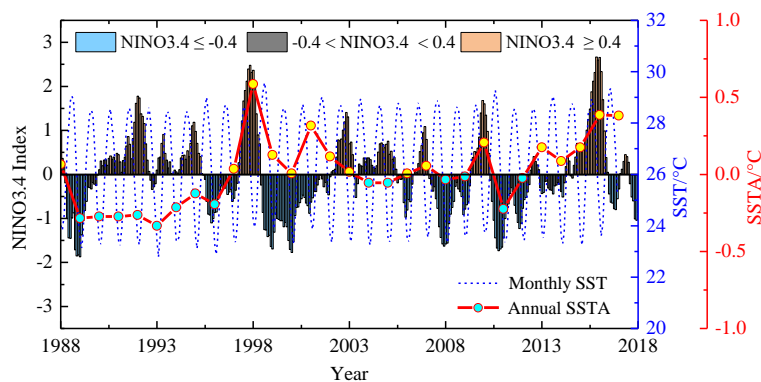 NINO3.4 ≤ -0.4
-0.4 < NINO3.4 < 0.4
NINO3.4 ≥ 0.4
NINO3.4 Index
3
2
1
0
-1
-2
-3
32
30
28
26
24
22
20
SST/°C
1.0
0.5
0.0
-0.5
-1.0
SSTA/°C
Monthly SST
Annual SSTA
1988 1993 1998 2003 2008 2013 2018
Year